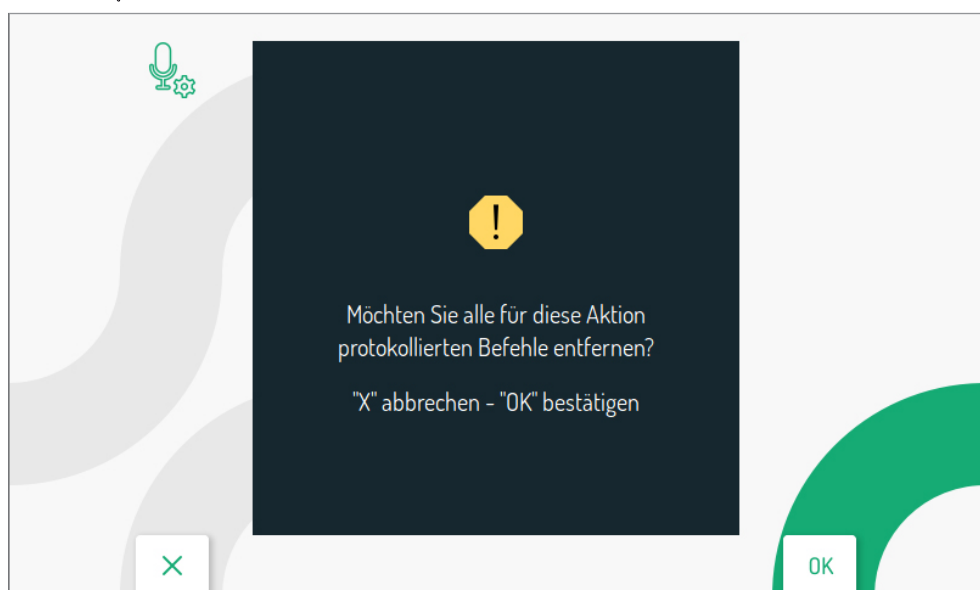 !
Möchten Sie alle für diese Aktion
protokollierten Befehle entfernen?
"X" abbrechen - "OK" bestätigen
OK